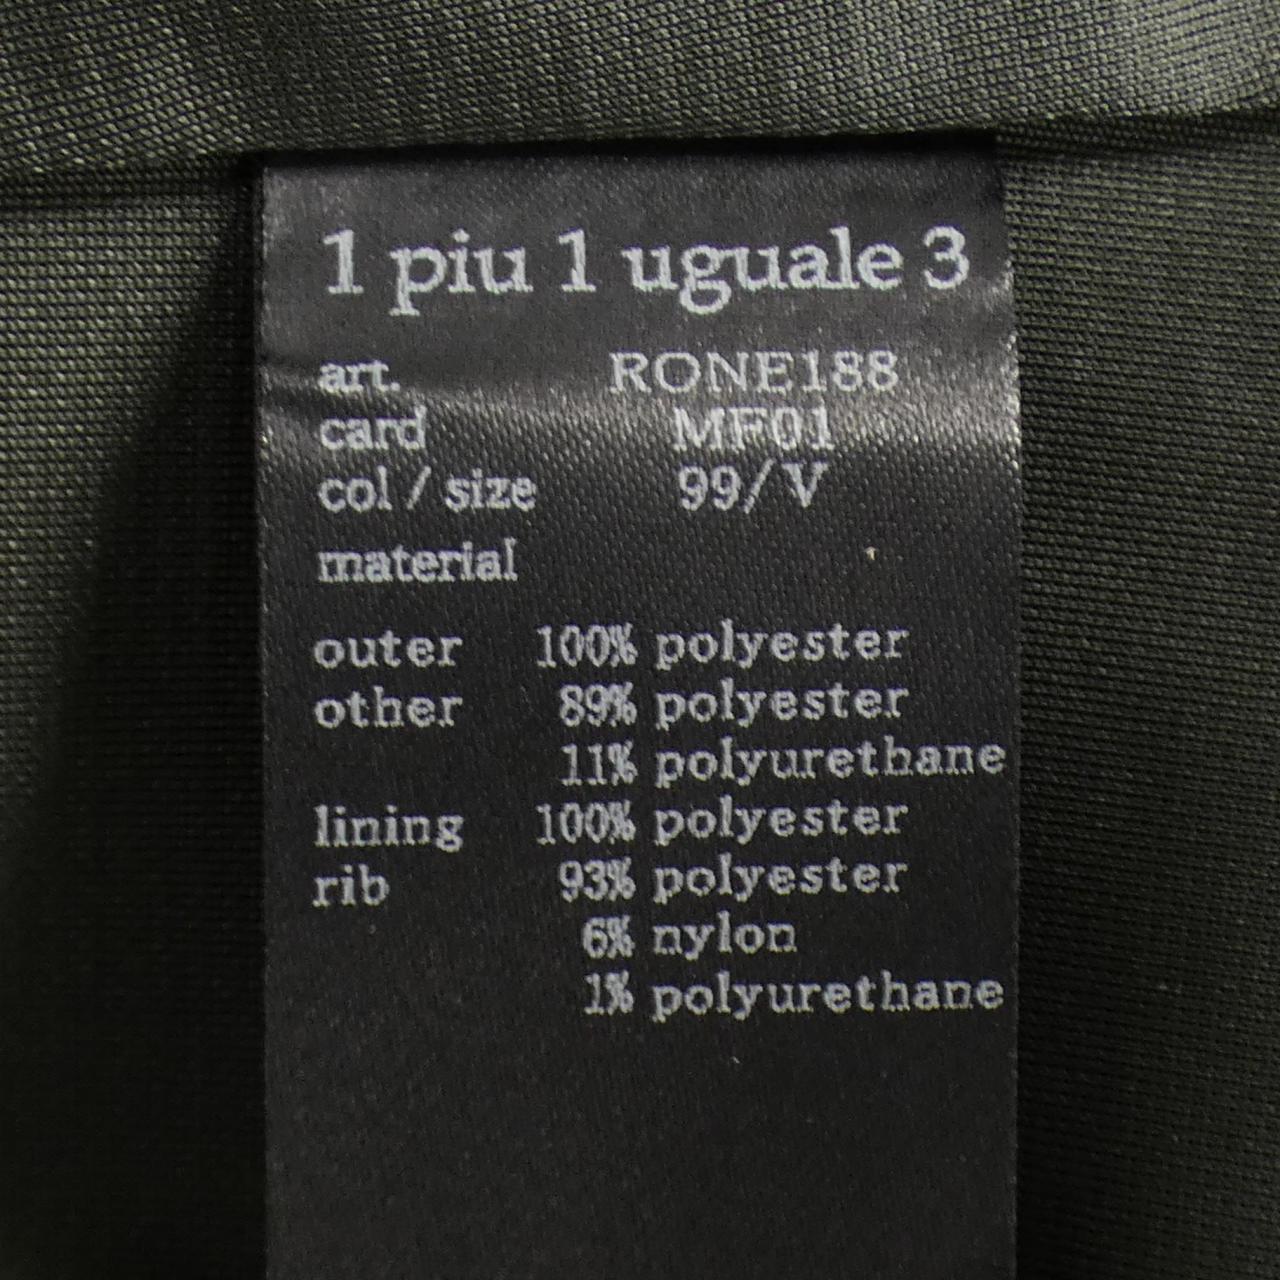 1 piu 1 uguale 3
art. RONE188
card MF01
col / size 99/V
material
outer 100% polyester
other 89% polyester
11% polyurethane
lining 100% polyester
rib 93% polyester
6% nylon
1% polyurethane